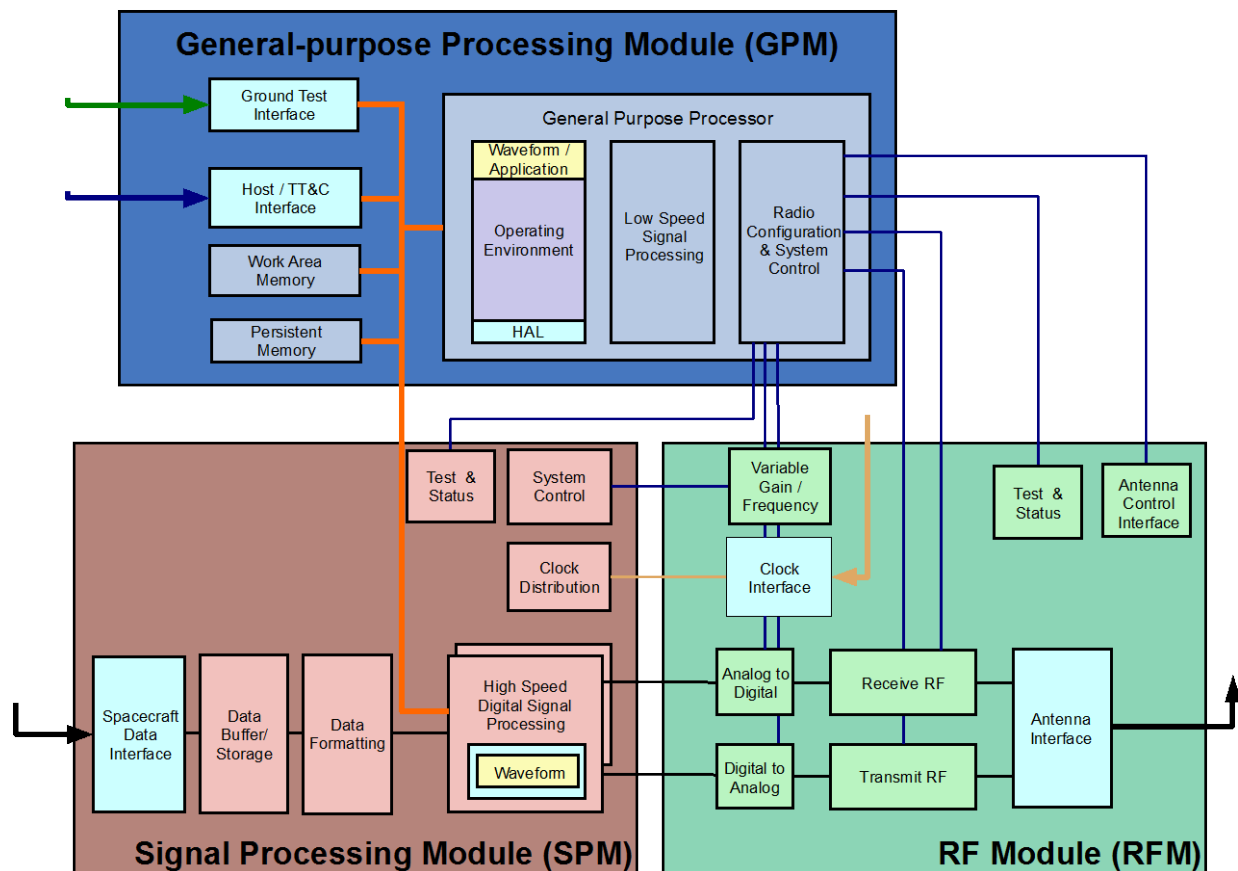 General-purpose Processing Module (GPM)
Ground Test
Interface
Host / TT&C
Interface
Work Area
Memory
Persistent
Memory
General Purpose Processor
Waveform /
Application
Operating
Environment
HAL
Low Speed
Signal
Processing
Radio
Configuration
& System
Control
Test &
Status
System
Control
Clock
Distribution
Spacecraft
Data
Interface
Data
Buffer/
Storage
Data
Formatting
High Speed
Digital Signal
Processing
Waveform
Signal Processing Module (SPM)
Variable
Gain /
Frequency
Clock
Interface
Test &
Status
Antenna
Control
Interface
Analog to
Digital
Receive RF
Digital to
Analog
Transmit RF
Antenna
Interface
RF Module (RFM)